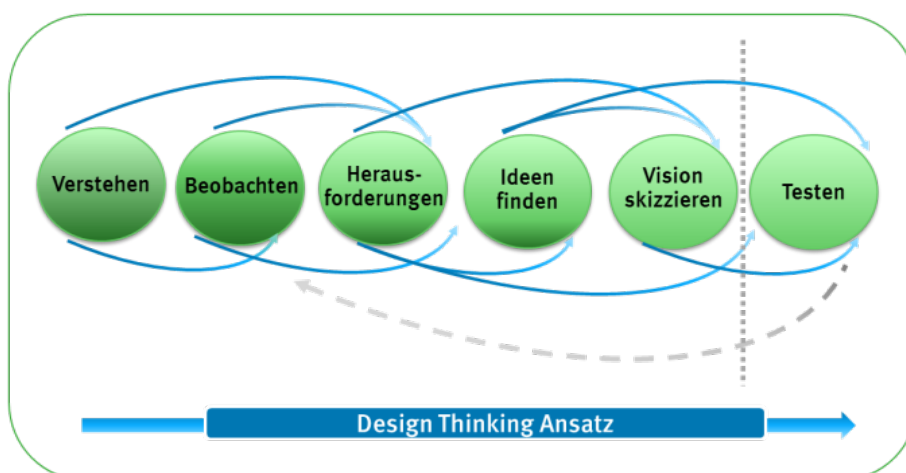 Verstehen
Beobachten
Heraus-
forderungen
Ideen
finden
Vision
skizzieren
Testen
Design Thinking Ansatz